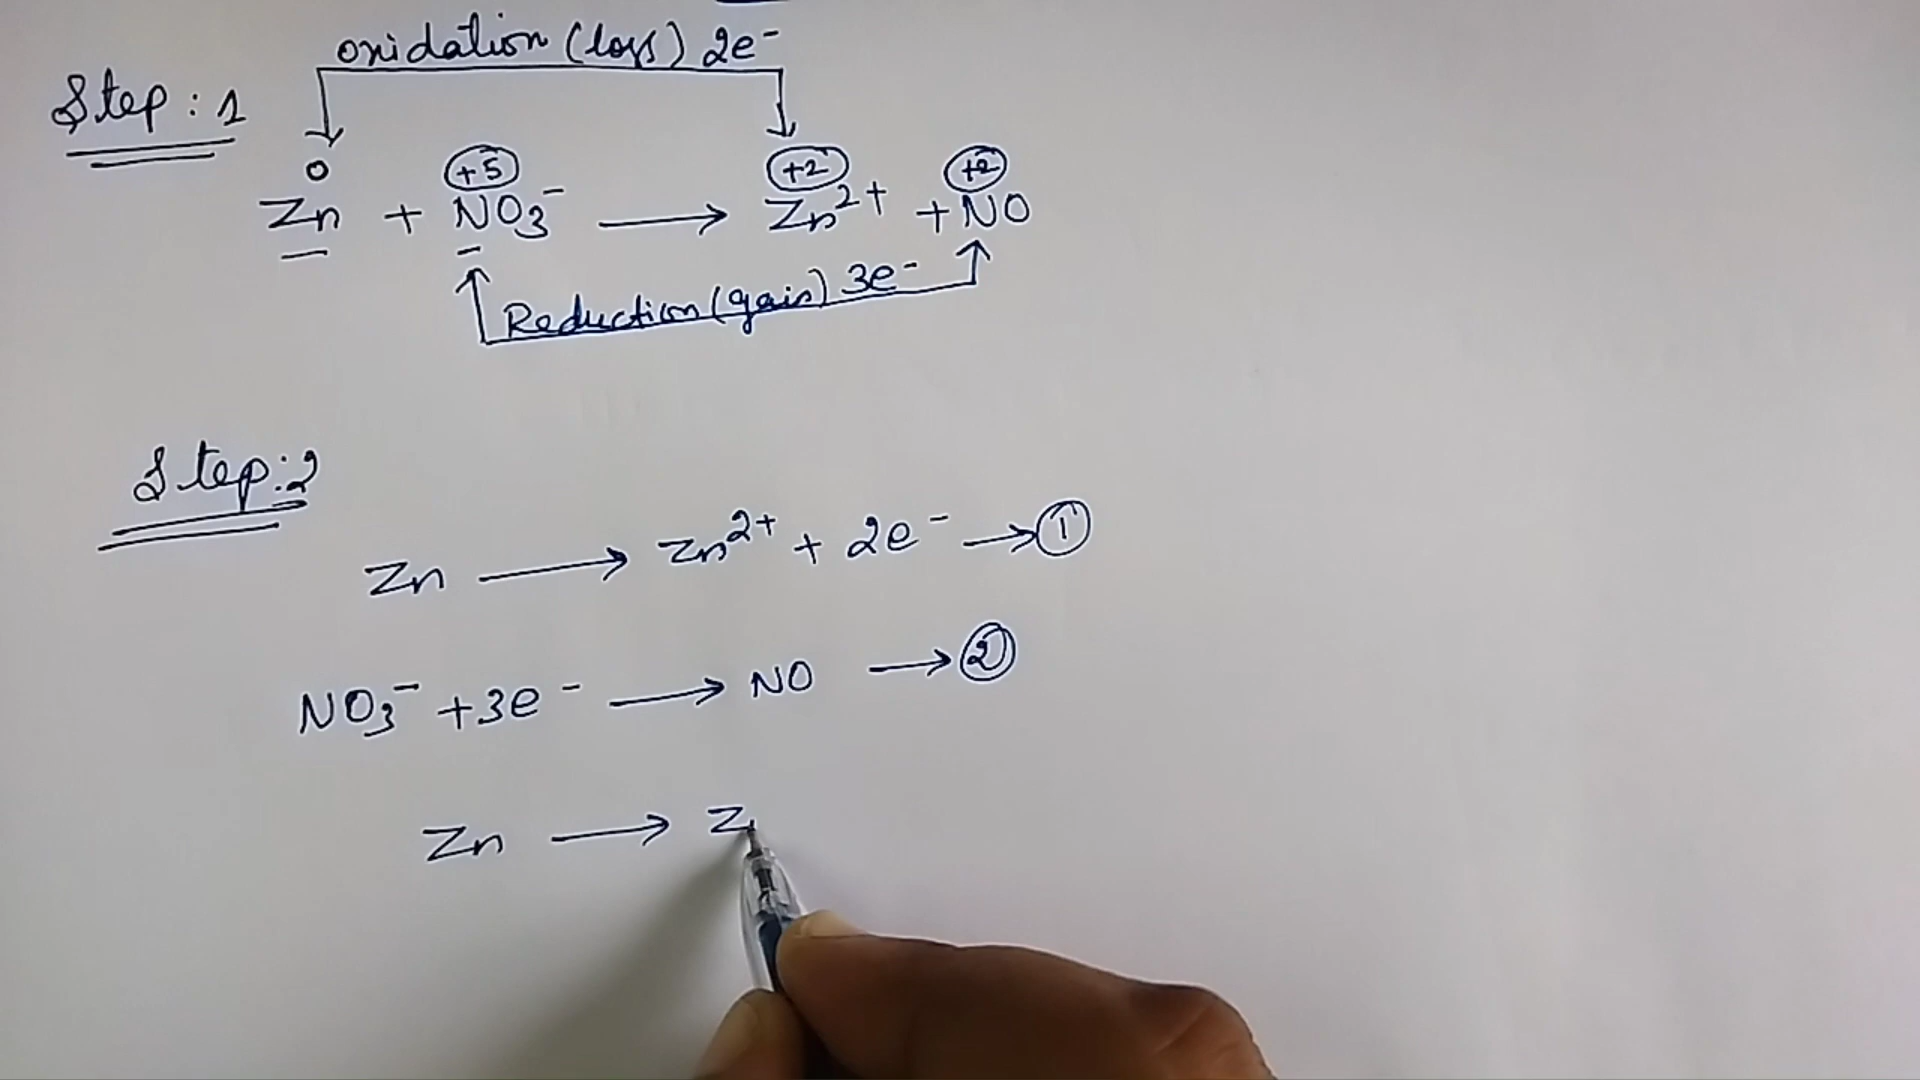 oxidation (loss) 2e⁻
Step : 1
0 +5 +2 +2
Zn + NO₃⁻ ⟶ Zn²⁺ + NO
Reduction (gain) 3e⁻
Step : 2
Zn ⟶ Zn²⁺ + 2e⁻ → ①
NO₃⁻ + 3e⁻ ⟶ NO → ②
Zn ⟶ Z